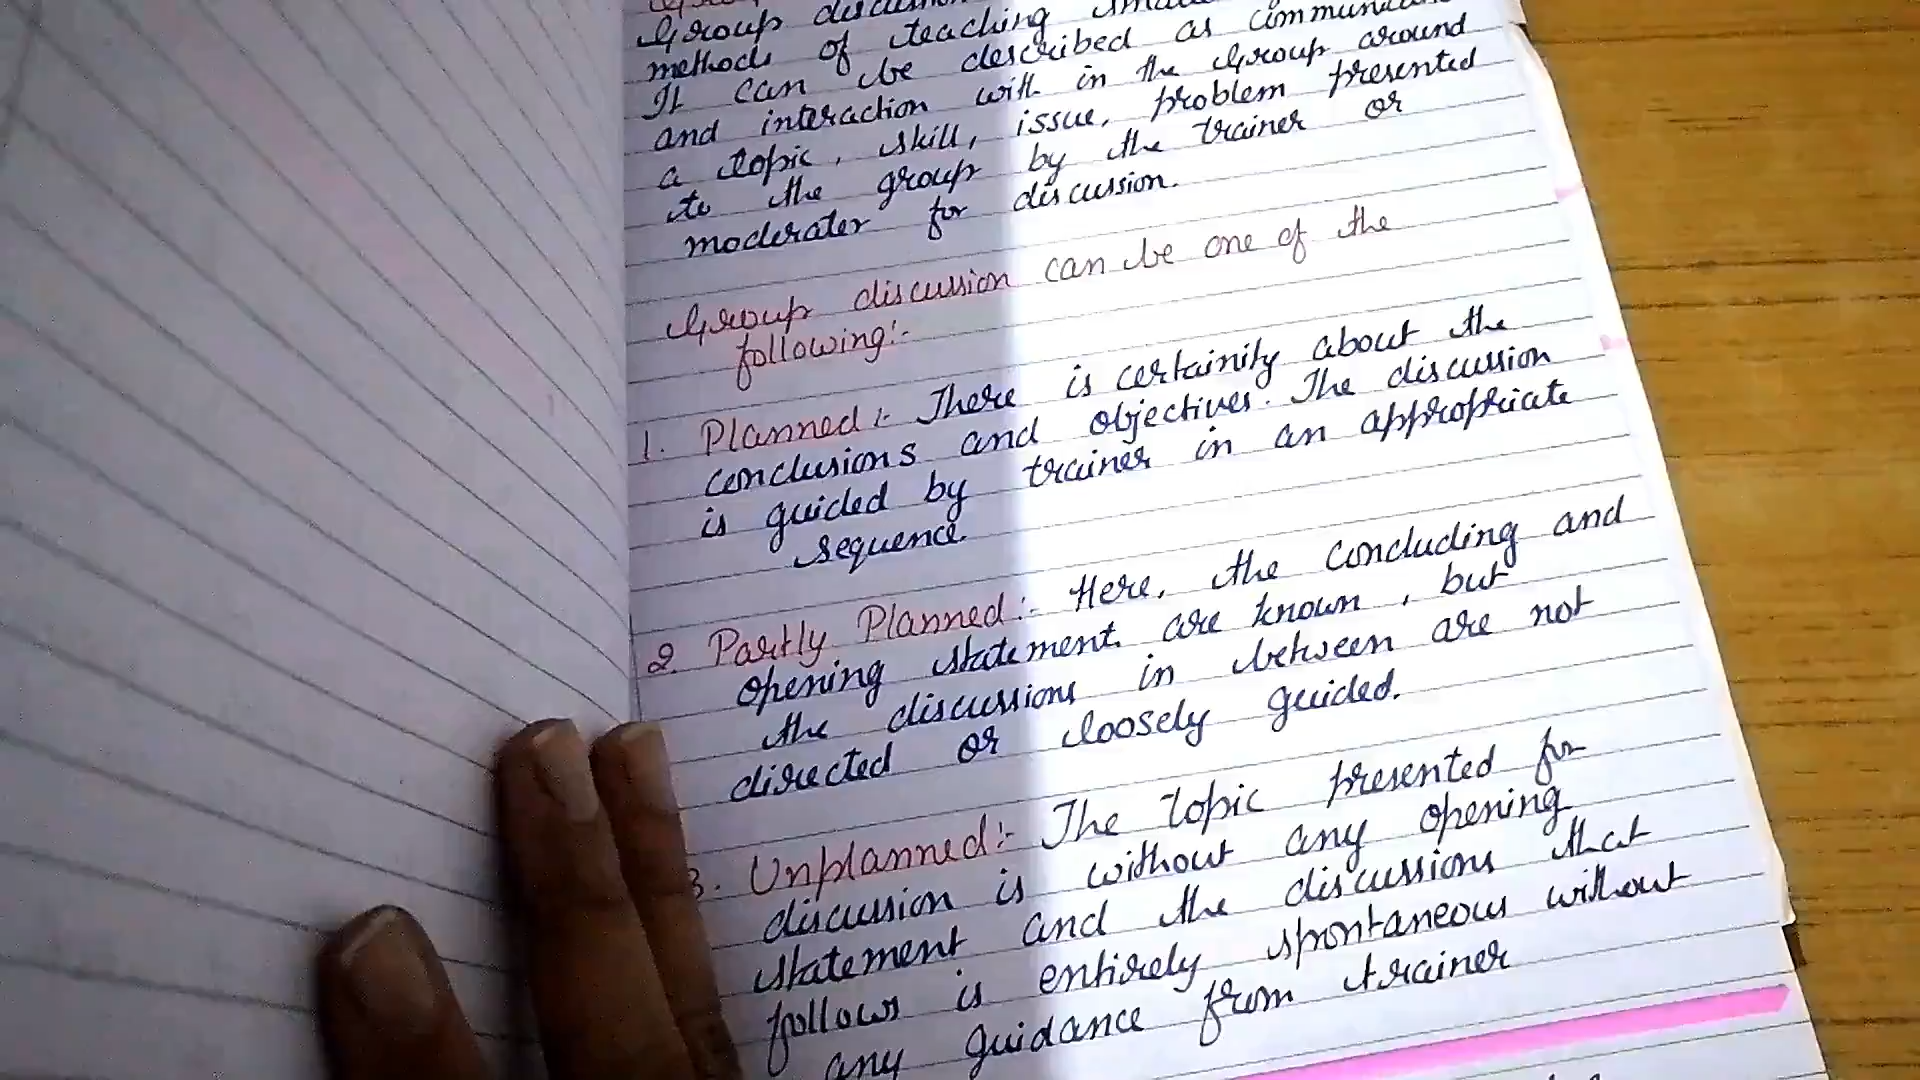 Group
methods of teaching
It can be described as
and interaction with in the Group around
a topic, skill, issue, problem presented
to the group by the trainer or
moderater for discussion.
Group discussion can be one of the
following:-
1. Planned:- There is certainity about the
conclusions and objectives. The discussion
is guided by trainer in an appropriate
sequence.
2. Partly Planned:- Here, the concluding and
opening statement are known, but
the discussions in between are not
directed or loosely guided.
3. Unplanned:- The topic presented for
discussion is without any opening
statement and the discussions that
follows is entirely spontaneous without
any guidance from trainer